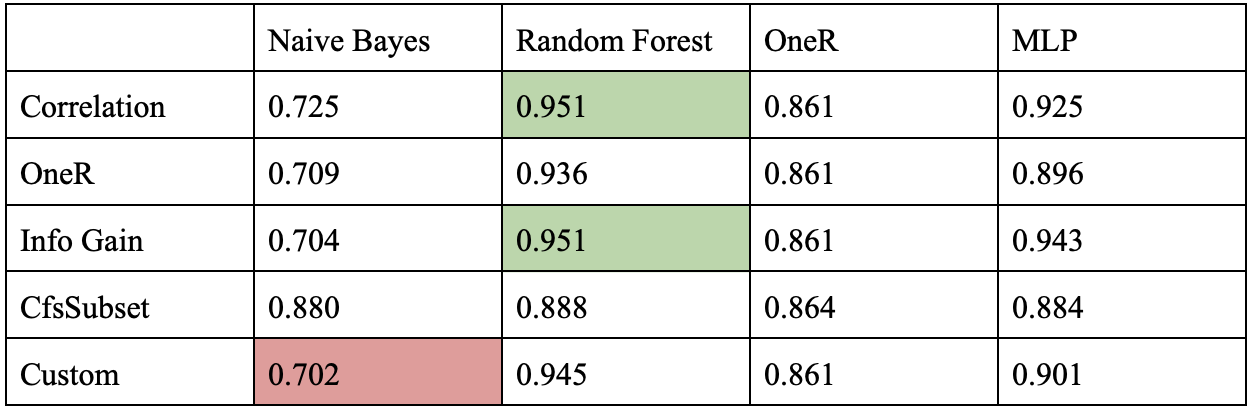 Naive Bayes Random Forest OneR MLP
Correlation 0.725 0.951 0.861 0.925
OneR 0.709 0.936 0.861 0.896
Info Gain 0.704 0.951 0.861 0.943
CfsSubset 0.880 0.888 0.864 0.884
Custom 0.702 0.945 0.861 0.901